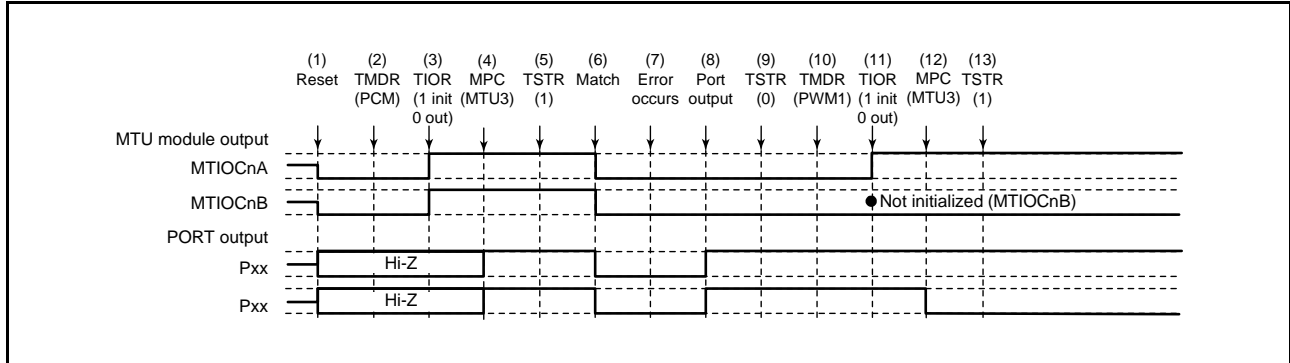 (1) (2) (3) (4) (5) (6) (7) (8) (9) (10) (11) (12) (13)
Reset TMDR TIOR MPC TSTR Match Error Port TSTR TMDR TIOR MPC TSTR
(PCM) (1 init (MTU3) (1) occurs output (0) (PWM1) (1 init (MTU3) (1)
0 out) 0 out)
MTU module output
MTIOCnA
MTIOCnB
Not initialized (MTIOCnB)
PORT output
Pxx Hi-Z
Pxx Hi-Z